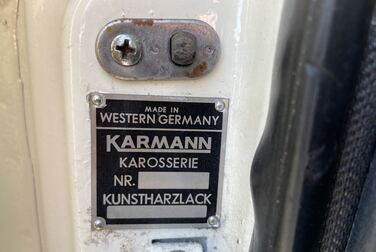 MADE IN
WESTERN GERMANY
KARMANN
KAROSSERIE
NR.
KUNSTHARZLACK